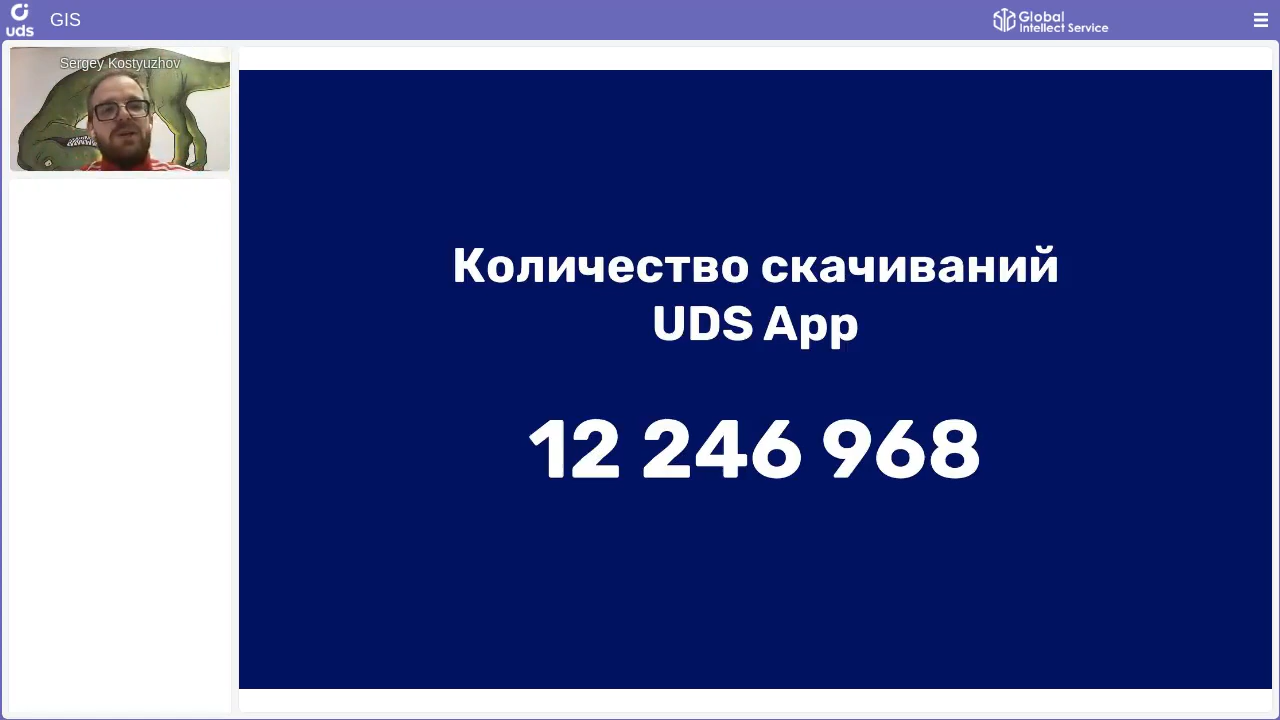 uds
GIS
Global
Intellect Service
Sergey Kostyuzhov
Количество скачиваний
UDS App
12 246 968